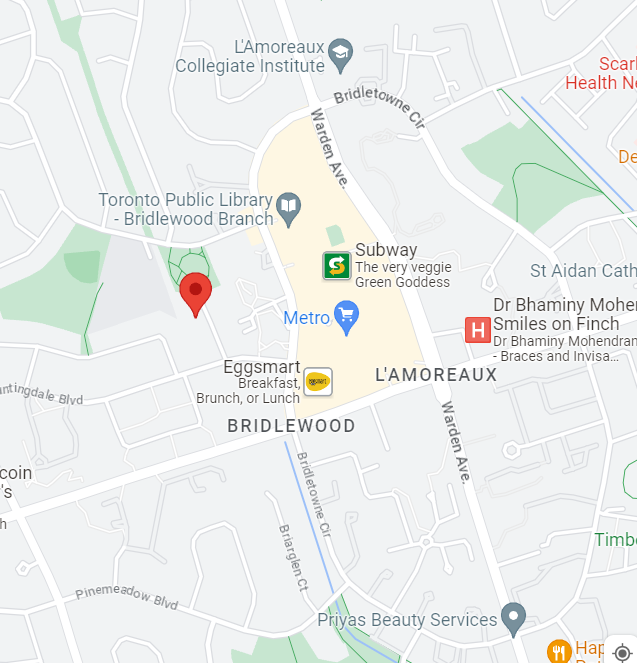 L'Amoreaux
Collegiate Institute
Scarl
Health Ne
Bridletowne Cir
Warden Ave.
De
Toronto Public Library
- Bridlewood Branch
Subway
The very veggie
Green Goddess
St Aidan Cath
Metro
Dr Bhaminy Mohen
Smiles on Finch
Dr Bhaminy Mohendran
- Braces and Invisa...
H
Eggsmart
Breakfast,
Brunch, or Lunch
L'AMOREAUX
ntingdale Blvd
BRIDLEWOOD
Warden Ave.
coin
's
h
Bridletowne Cir
Briarglen Ct
Timbe
Pinemeadow Blvd
Priyas Beauty Services
Hap